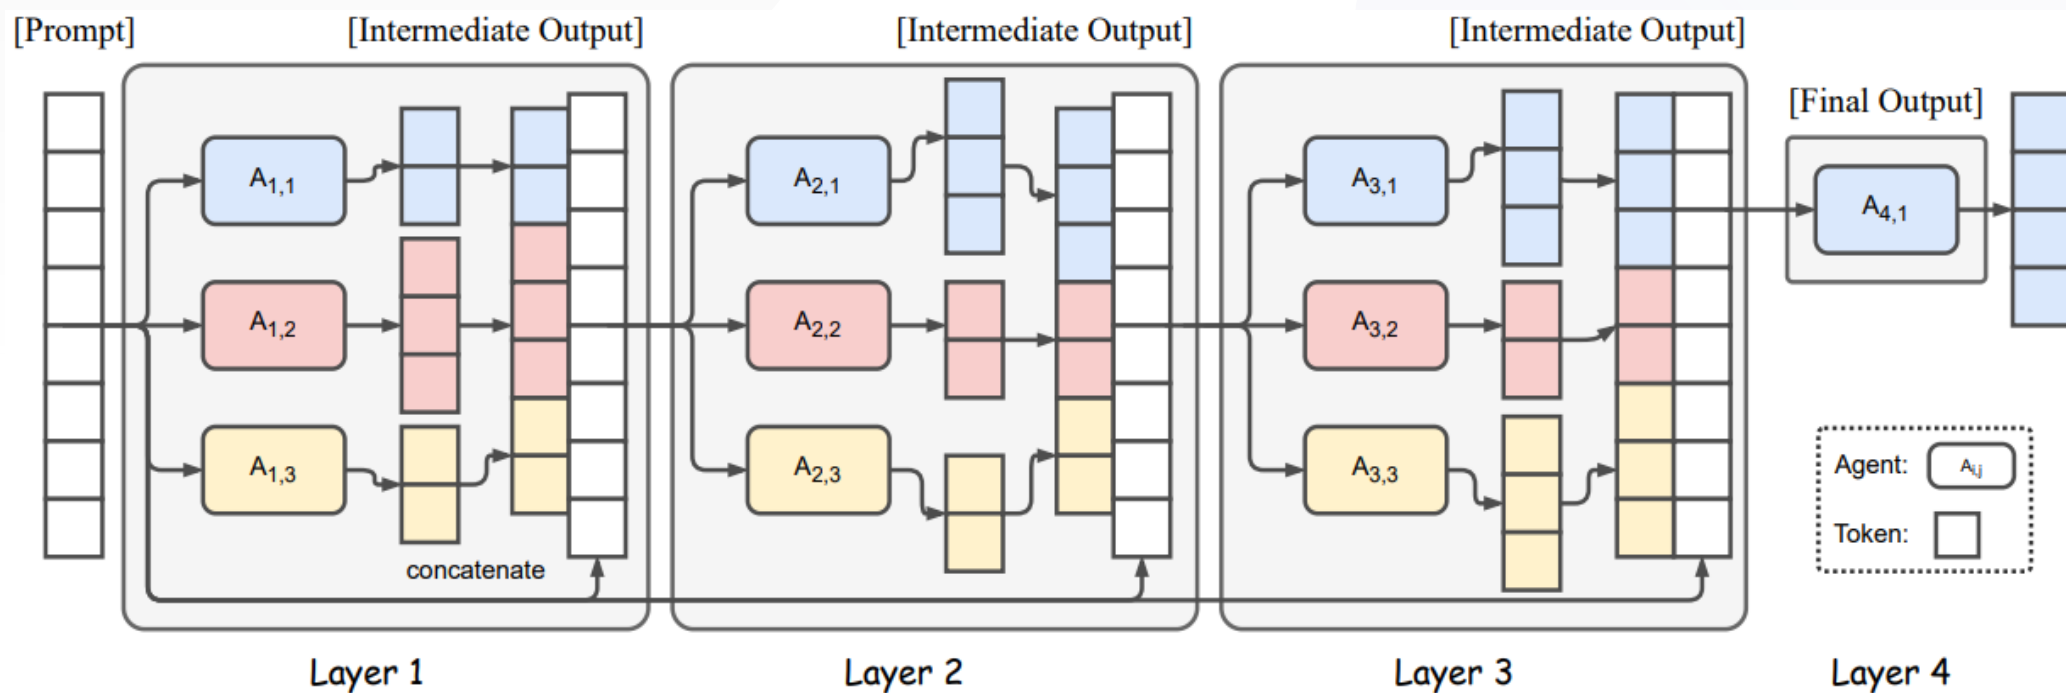 [Prompt]
[Intermediate Output]
[Intermediate Output]
[Intermediate Output]
[Final Output]
A1,1
A1,2
A1,3
concatenate
A2,1
A2,2
A2,3
A3,1
A3,2
A3,3
A4,1
Agent: Ai,j
Token:
Layer 1
Layer 2
Layer 3
Layer 4